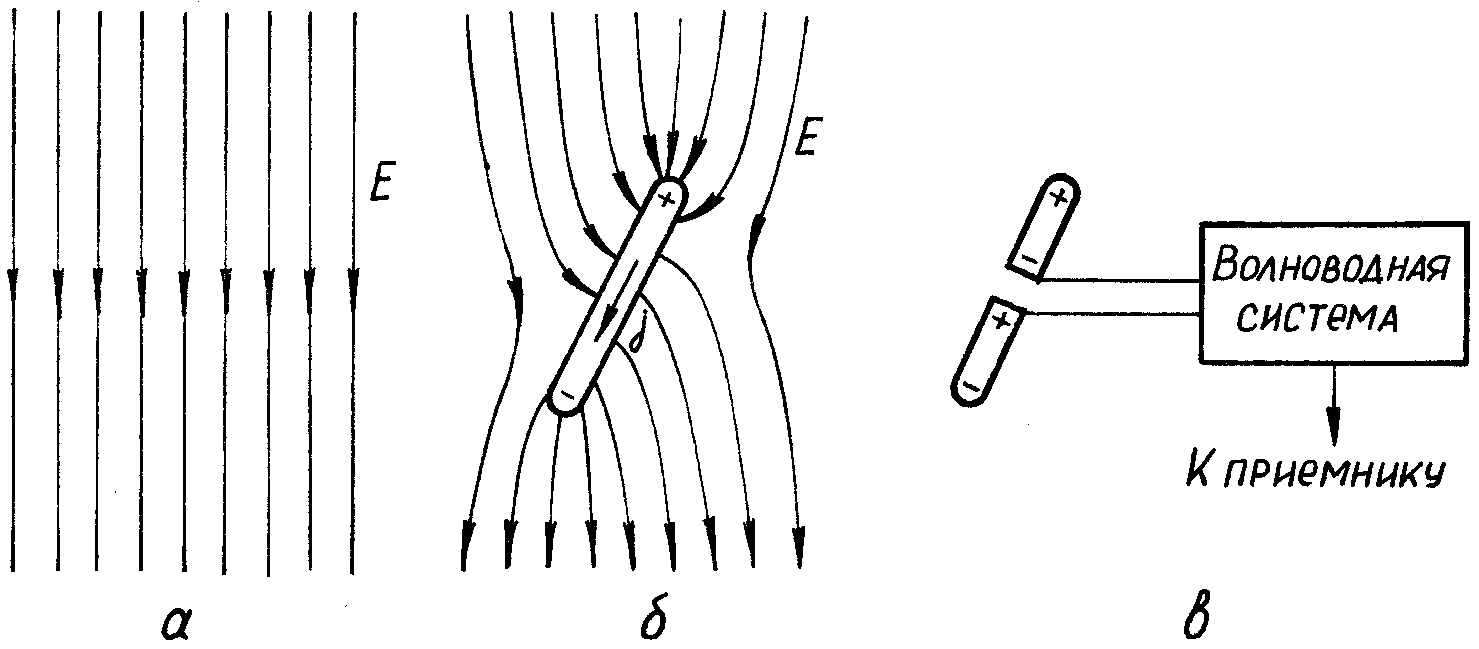 E
E
+
j
−
+
−
+
−
Волноводная
система
К приемнику
а
б
в